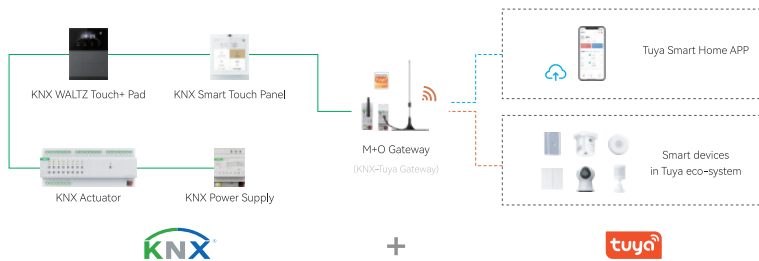 Tuya Smart Home APP
KNX WALTZ Touch+ Pad
KNX Smart Touch Panel
M+O Gateway
(KNX-Tuya Gateway)
Smart devices
in Tuya eco-system
KNX Actuator
KNX Power Supply
KNX®
+
tuya